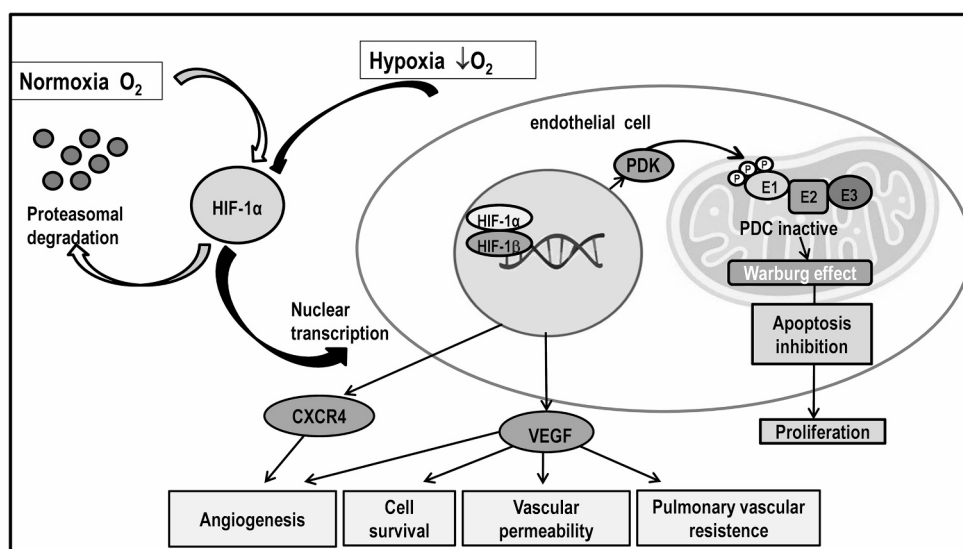 Normoxia O₂
Hypoxia ↓O₂
endothelial cell
PDK
P
P
P
E1
E2
E3
PDC inactive
Warburg effect
Apoptosis
inhibition
Proliferation
HIF-1α
Proteasomal
degradation
HIF-1α
HIF-1β
Nuclear
transcription
CXCR4
VEGF
Angiogenesis
Cell
survival
Vascular
permeability
Pulmonary vascular
resistence